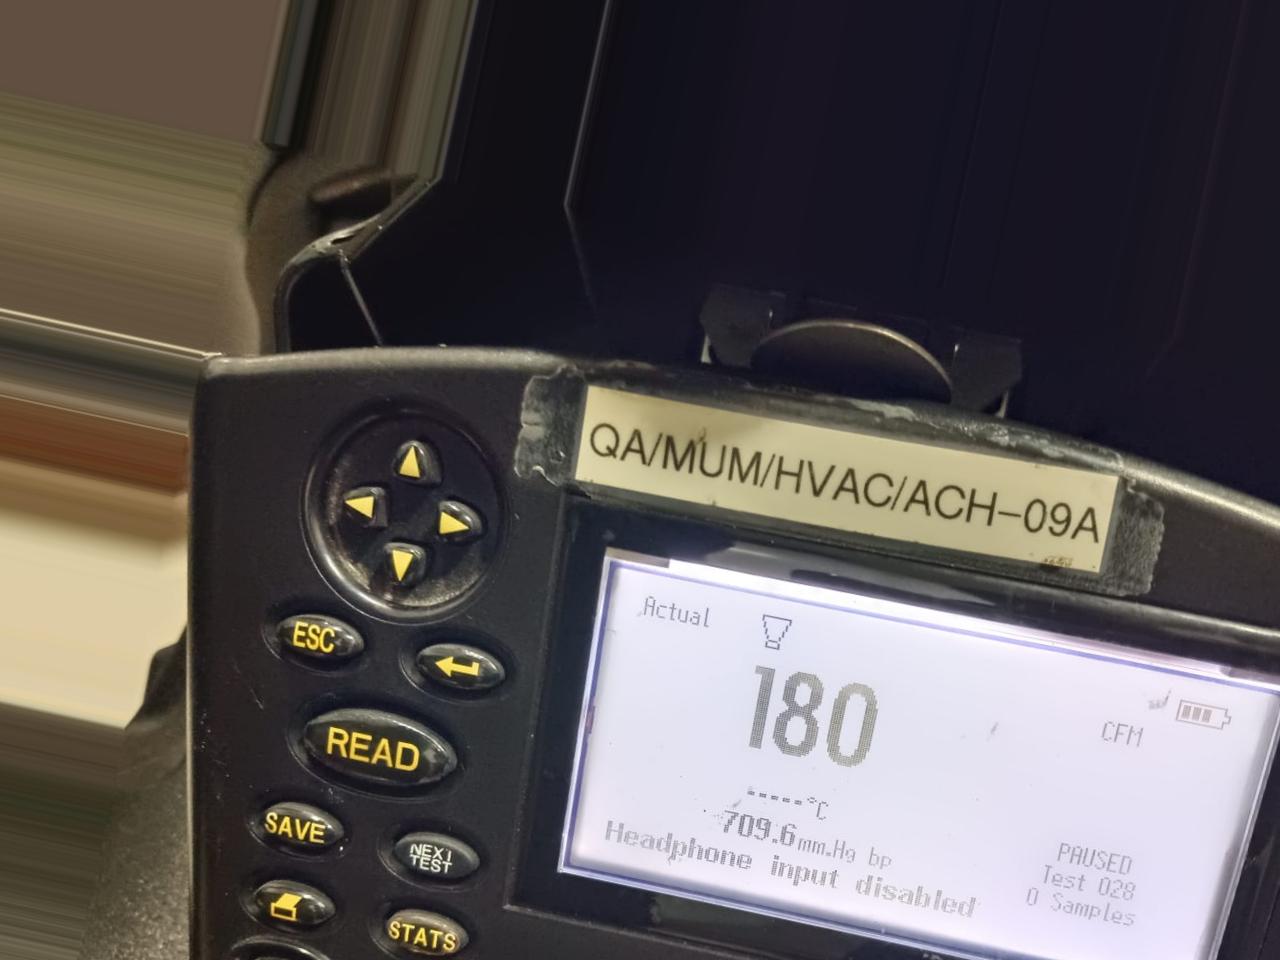 QA/MUM/HVAC/ACH-09A
Actual
180
CFM
-----°C
709.6 mm.Hg bp
Headphone input disabled
PAUSED
Test 028
0 Samples
ESC
READ
SAVE
NEXT
TEST
STATS